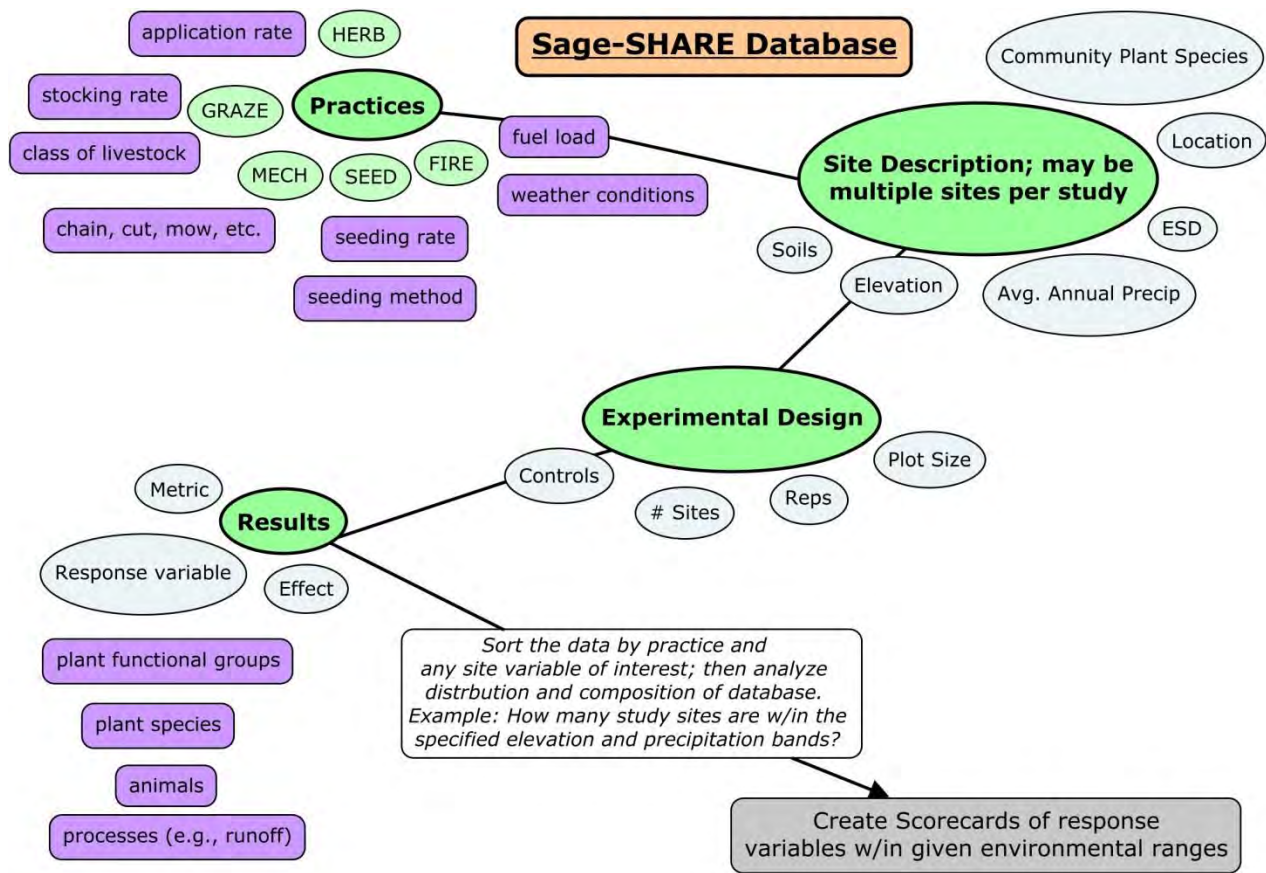 Sage-SHARE Database
application rate
HERB
stocking rate
GRAZE
Practices
class of livestock
MECH
SEED
FIRE
fuel load
weather conditions
chain, cut, mow, etc.
seeding rate
seeding method
Community Plant Species
Site Description; may be
multiple sites per study
Location
ESD
Soils
Elevation
Avg. Annual Precip
Experimental Design
Controls
# Sites
Reps
Plot Size
Metric
Results
Response variable
Effect
plant functional groups
plant species
animals
processes (e.g., runoff)
Sort the data by practice and
any site variable of interest; then analyze
distrbution and composition of database.
Example: How many study sites are w/in the
specified elevation and precipitation bands?
Create Scorecards of response
variables w/in given environmental ranges